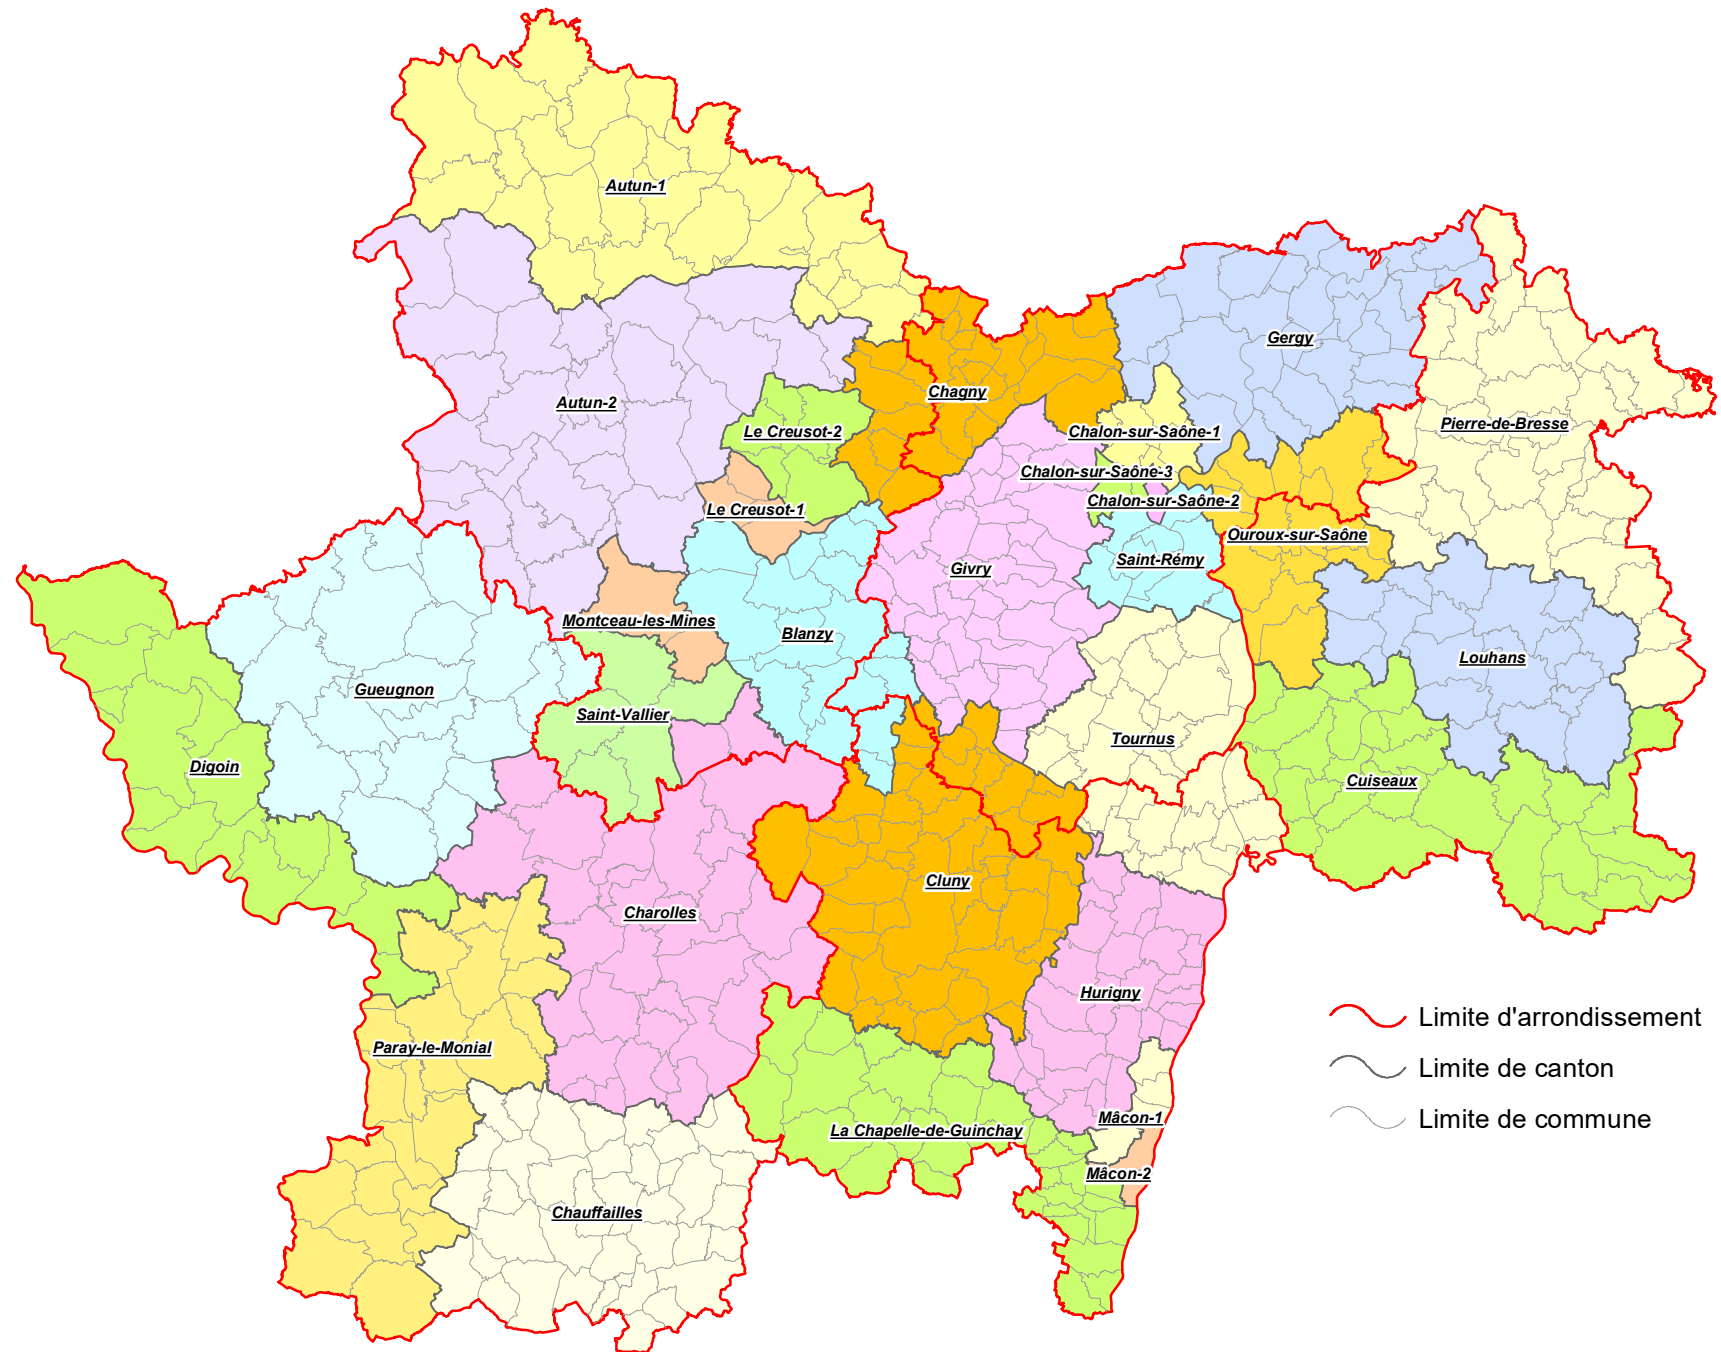 Autun-1
Gergy
Chagny
Autun-2
Pierre-de-Bresse
Le Creusot-2
Chalon-sur-Saône-1
Chalon-sur-Saône-3
Chalon-sur-Saône-2
Le Creusot-1
Ouroux-sur-Saône
Saint-Rémy
Givry
Montceau-les-Mines
Blanzy
Louhans
Gueugnon
Saint-Vallier
Tournus
Digoin
Cuiseaux
Cluny
Charolles
Hurigny
Limite d'arrondissement
Paray-le-Monial
Limite de canton
Mâcon-1
Limite de commune
La Chapelle-de-Guinchay
Mâcon-2
Chauffailles